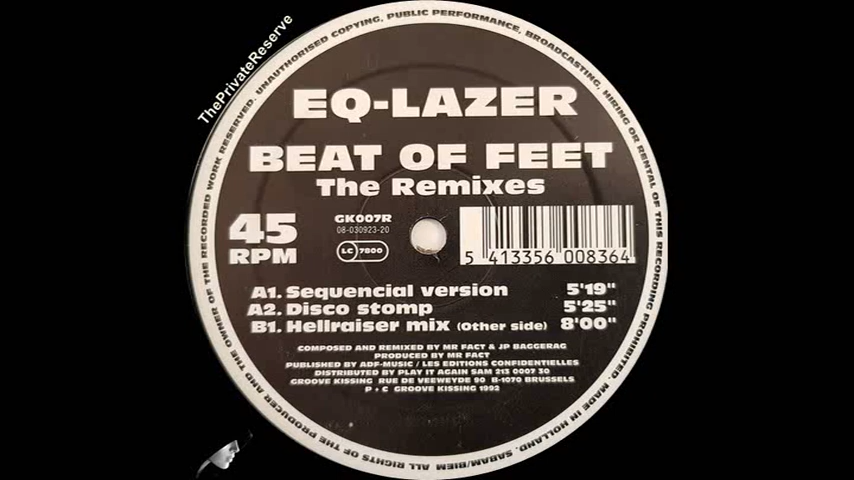 ThePrivateReserve
EQ-LAZER
BEAT OF FEET
The Remixes
45
RPM
GK007R
08-030923-20
LC 7800
5 413356 008364
A1. Sequencial version 5'19"
A2. Disco stomp 5'25"
B1. Hellraiser mix (Other side) 8'00"
COMPOSED AND REMIXED BY MR FACT & JP BAGGERAG
PRODUCED BY MR FACT
PUBLISHED BY ADF-MUSIC / LES EDITIONS CONFIDENTIELLES
DISTRIBUTED BY PLAY IT AGAIN SAM 213 0007 30
GROOVE KISSING RUE DE VEEWEYDE 90 B-1070 BRUSSELS
P + C GROOVE KISSING 1992
ALL RIGHTS OF THE PRODUCER AND THE OWNER OF THE RECORDED WORK RESERVED. UNAUTHORISED COPYING, PUBLIC PERFORMANCE, BROADCASTING, HIRING OR RENTAL OF THIS RECORDING PROHIBITED. MADE IN HOLLAND. SABAM/BIEM